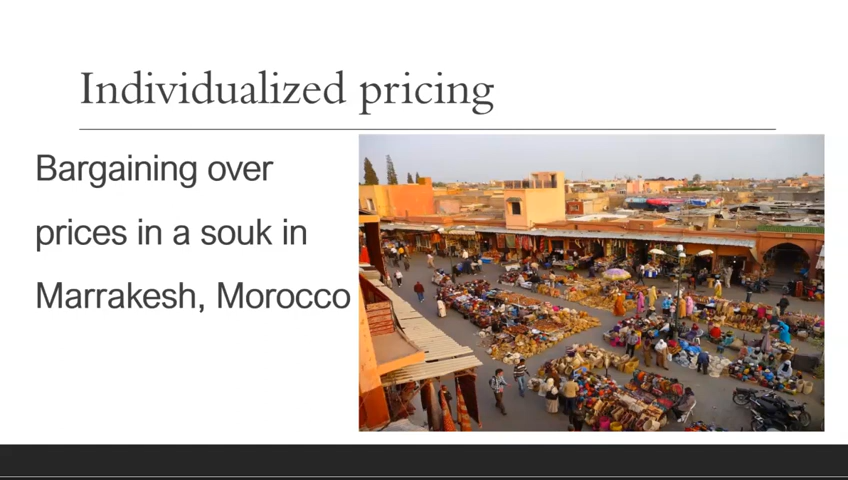 Individualized pricing
Bargaining over
prices in a souk in
Marrakesh, Morocco